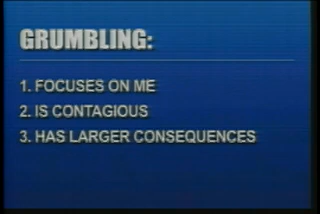 GRUMBLING:
1. FOCUSES ON ME
2. IS CONTAGIOUS
3. HAS LARGER CONSEQUENCES